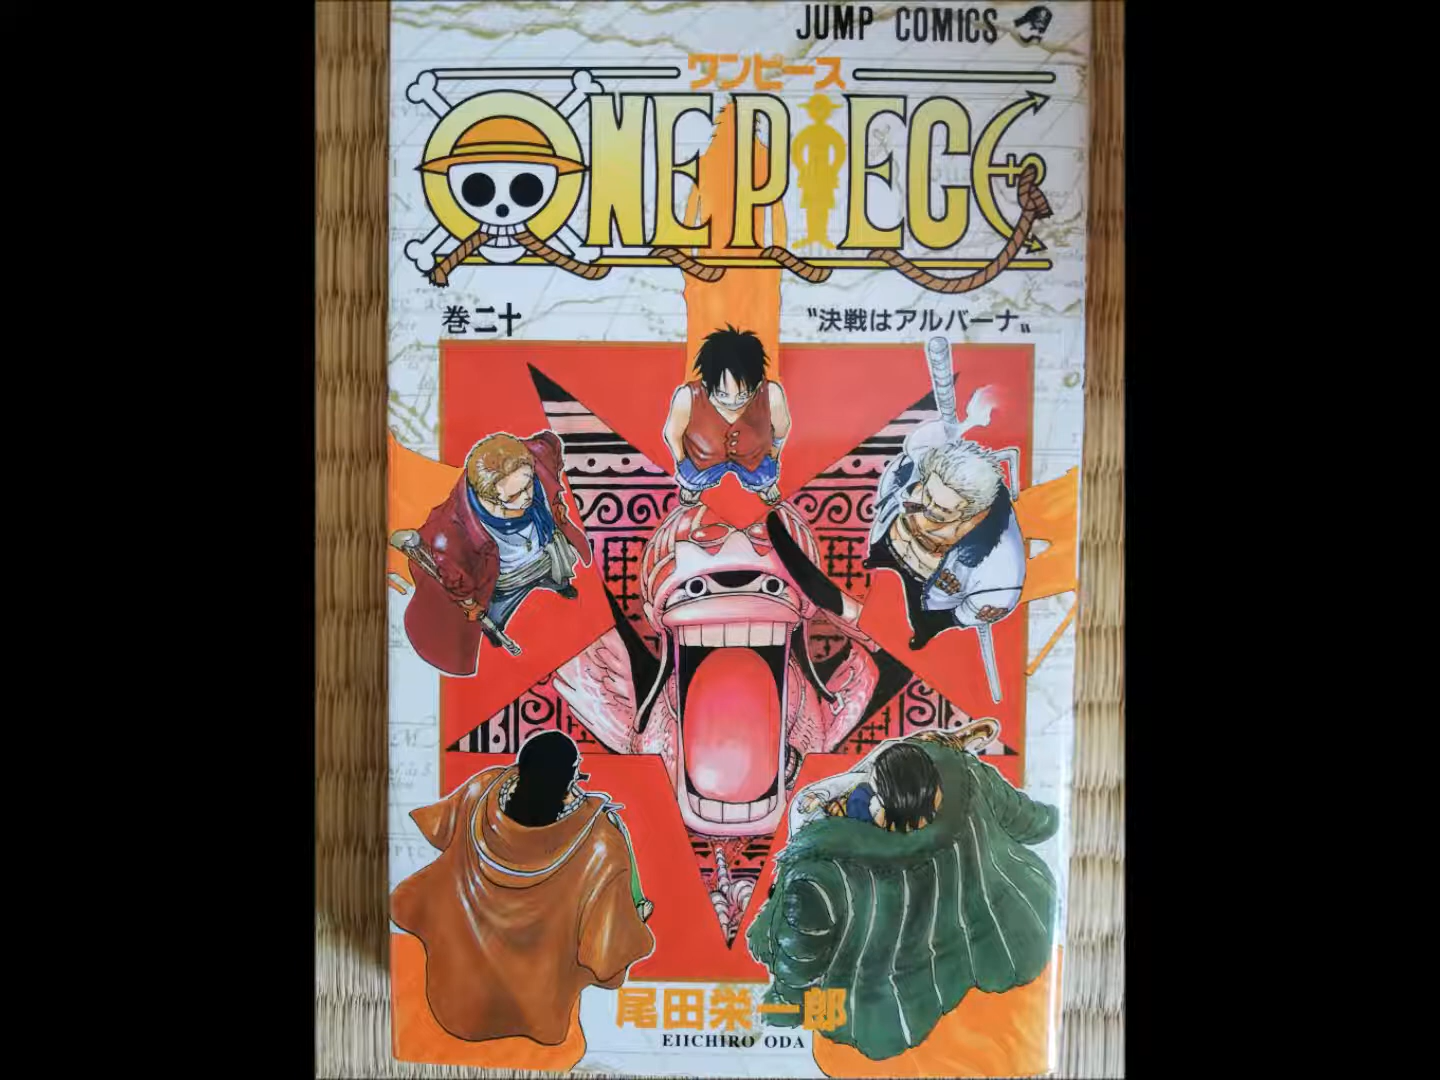 JUMP COMICS
ワンピース
ONE PIECE
巻二十
〝決戦はアルバーナ〟
尾田栄一郎
EIICHIRO ODA